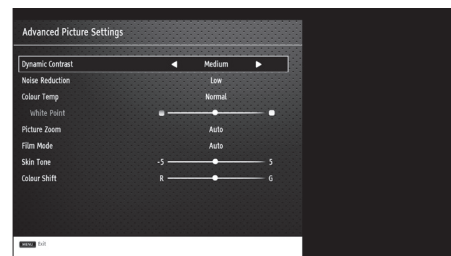 Advanced Picture Settings
Dynamic Contrast Medium
Noise Reduction Low
Colour Temp Normal
White Point
Picture Zoom Auto
Film Mode Auto
Skin Tone -5 5
Colour Shift R G
MENU Exit